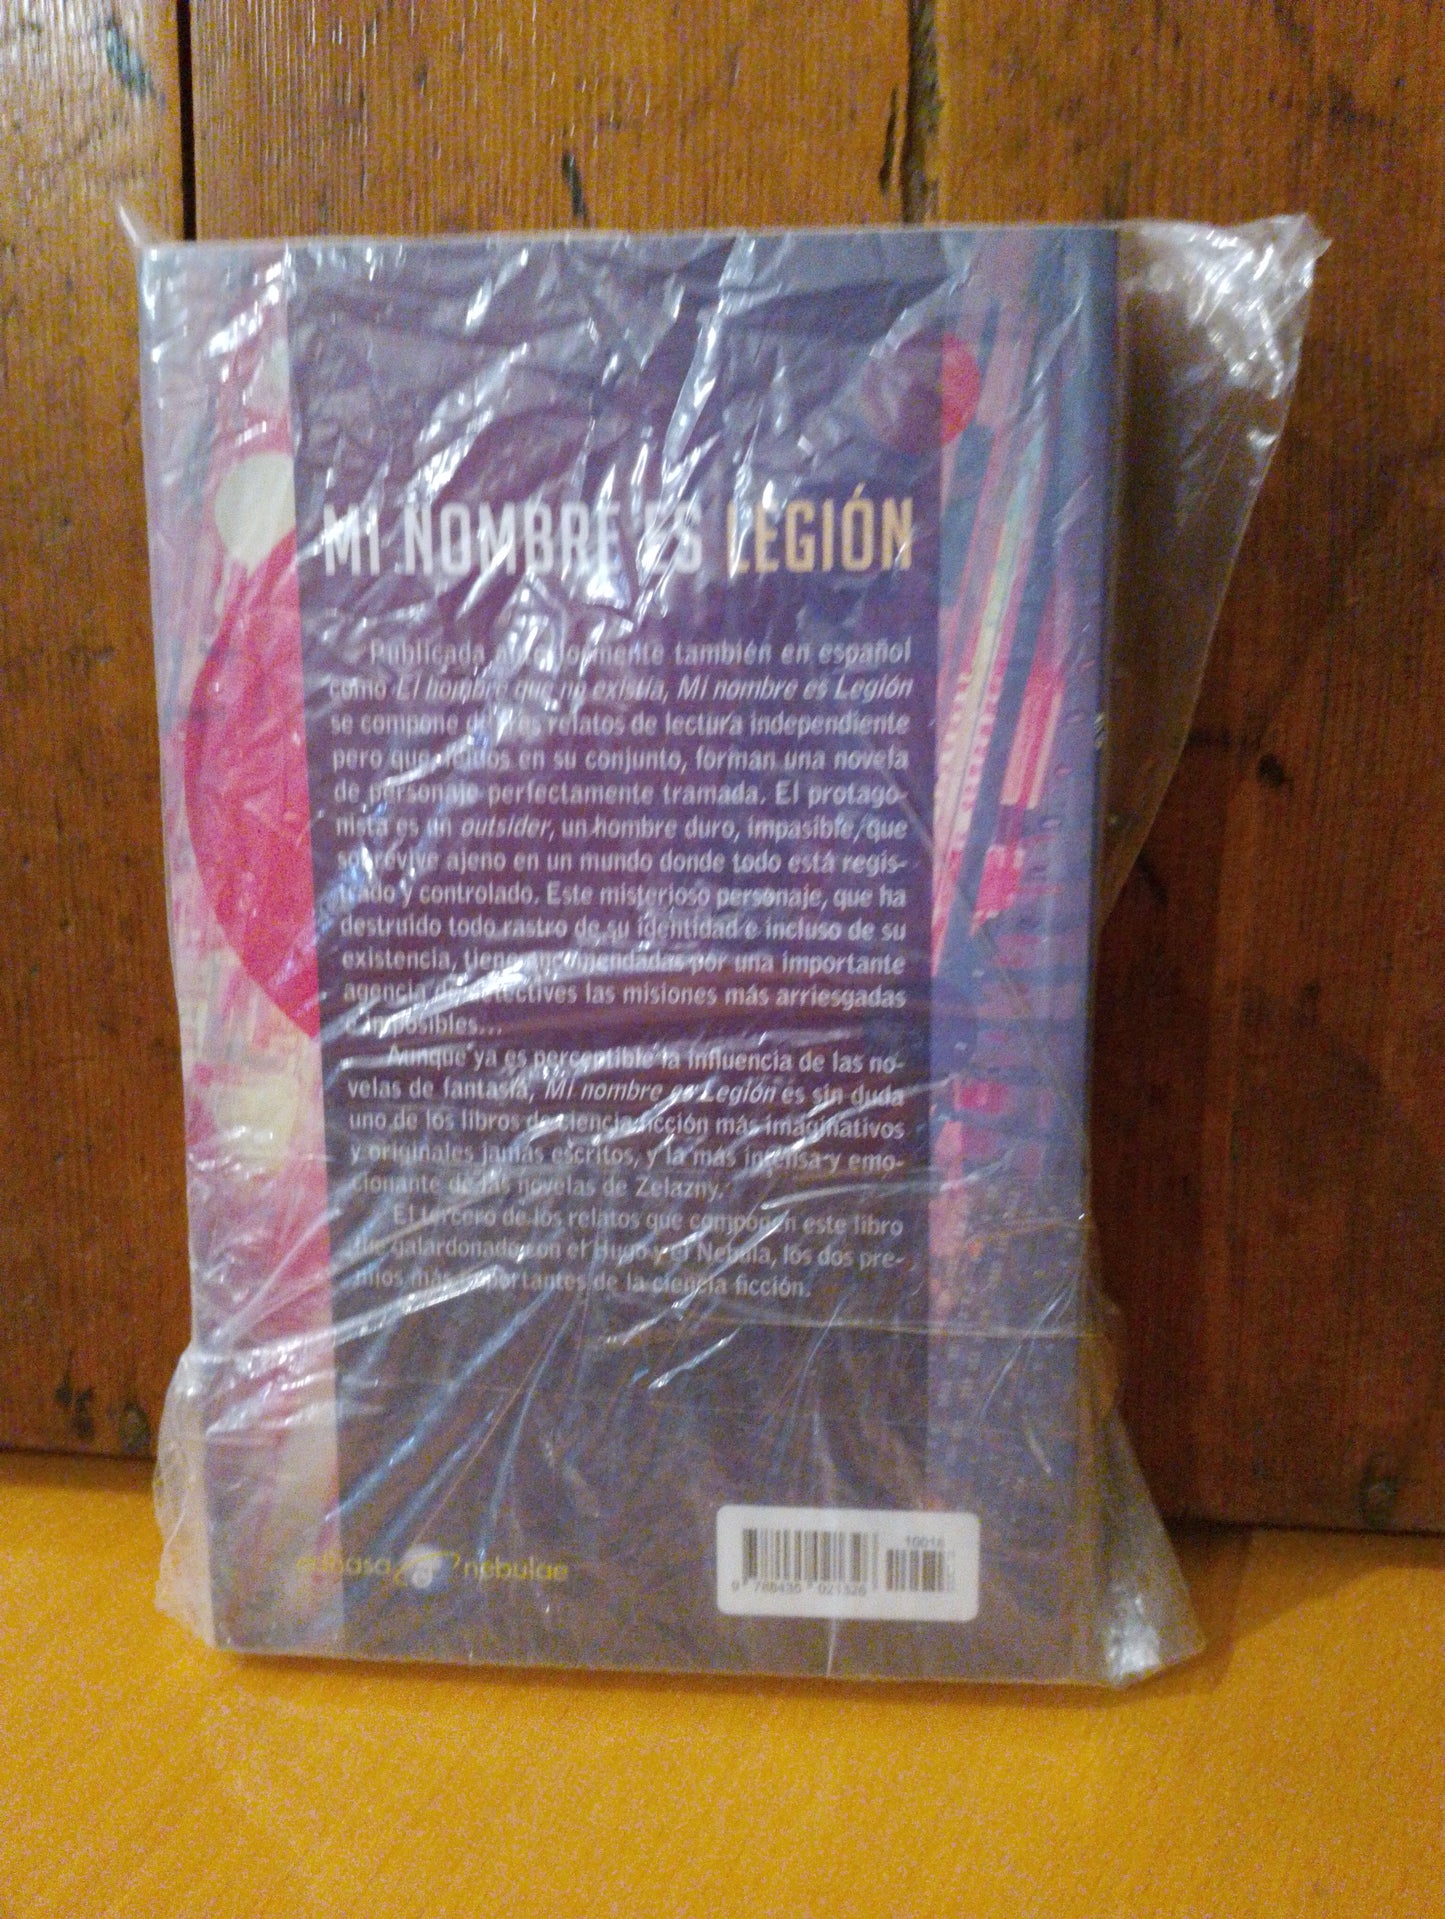 MI NOMBRE ES LEGIÓN
Publicada anteriormente también en español
como El hombre que no existía, Mi nombre es Legión
se compone de tres relatos de lectura independiente
pero que, leídos en su conjunto, forman una novela
de personaje perfectamente tramada. El protago-
nista es un outsider, un hombre duro, impasible, que
sobrevive ajeno en un mundo donde todo está regis-
trado y controlado. Este misterioso personaje, que ha
destruido todo rastro de su identidad e incluso de su
existencia, tiene encomendadas por una importante
agencia de detectives las misiones más arriesgadas
e imposibles...
Aunque ya es perceptible la influencia de las no-
velas de fantasía, Mi nombre es Legión es sin duda
uno de los libros de ciencia ficción más imaginativos
y originales jamás escritos, y la más intensa y emo-
cionante de las novelas de Zelazny.
El tercero de los relatos que componen este libro
fue galardonado con el Hugo y el Nebula, los dos pre-
mios más importantes de la ciencia ficción.
edhasa nebulae
10018
9 788435 021326